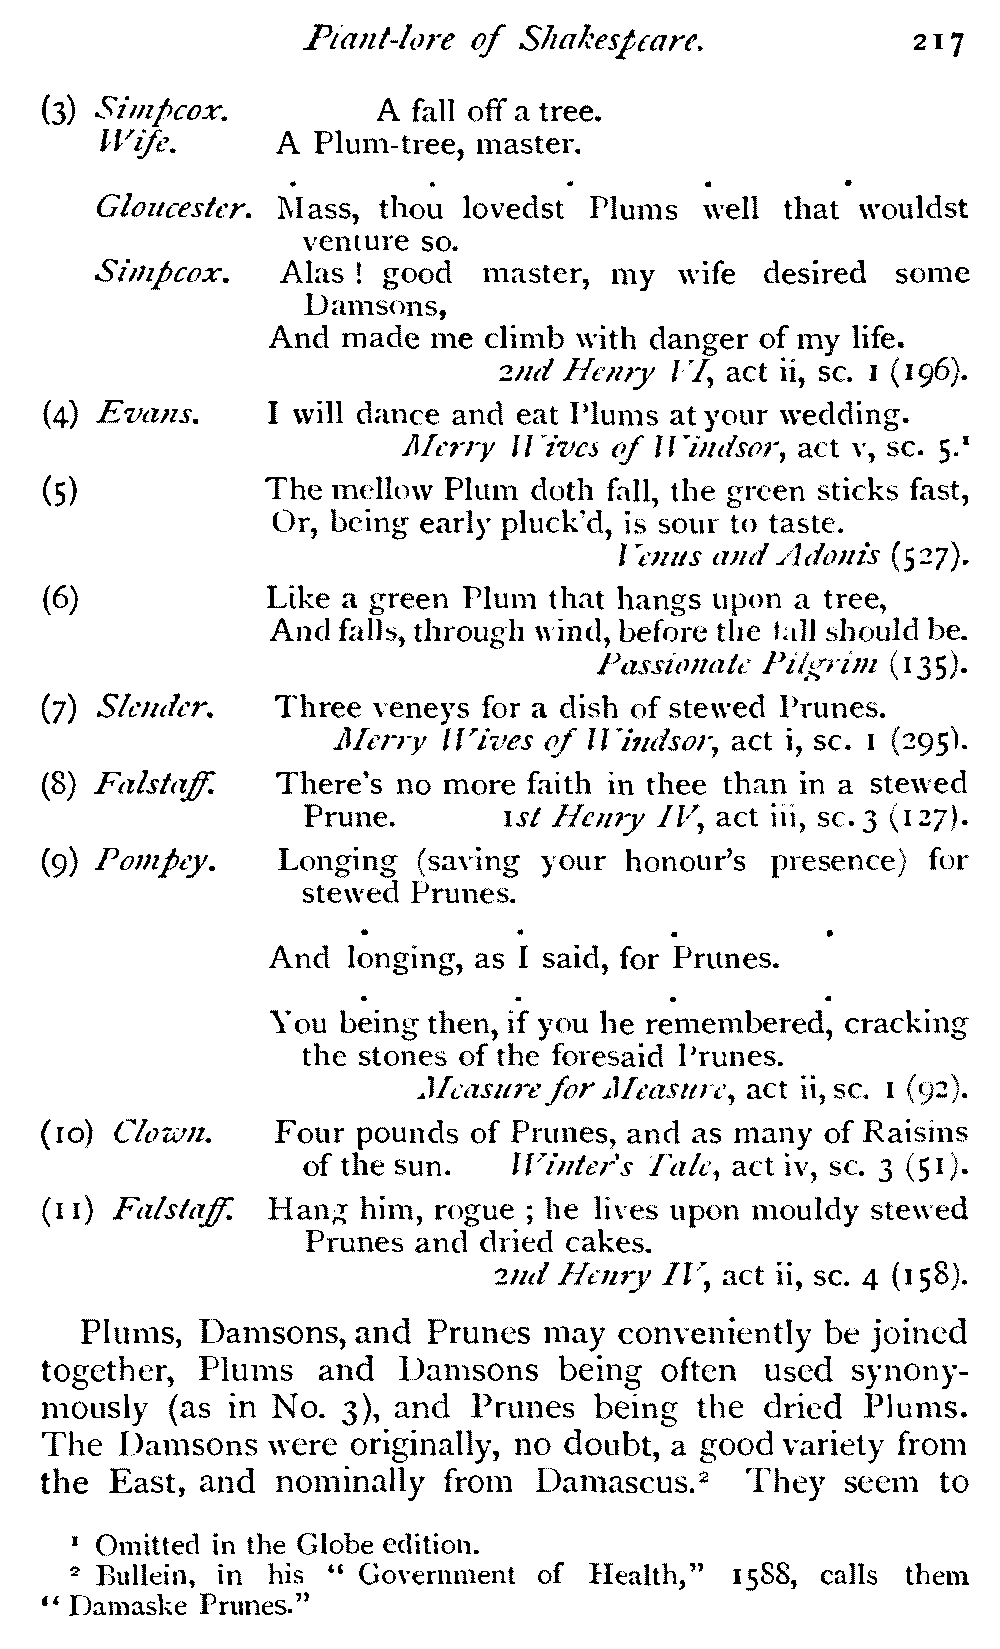 Plant-lore of Shakespeare. 217
(3) Simpcox. A fall off a tree.
Wife. A Plum-tree, master.
. . . . .
Gloucester. Mass, thou lovedst Plums well that wouldst
venture so.
Simpcox. Alas ! good master, my wife desired some
Damsons,
And made me climb with danger of my life.
2nd Henry VI, act ii, sc. 1 (196).
(4) Evans. I will dance and eat Plums at your wedding.
Merry Wives of Windsor, act v, sc. 5.¹
(5) The mellow Plum doth fall, the green sticks fast,
Or, being early pluck'd, is sour to taste.
Venus and Adonis (527).
(6) Like a green Plum that hangs upon a tree,
And falls, through wind, before the fall should be.
Passionate Pilgrim (135).
(7) Slender. Three veneys for a dish of stewed Prunes.
Merry Wives of Windsor, act i, sc. 1 (295).
(8) Falstaff. There's no more faith in thee than in a stewed
Prune. 1st Henry IV, act iii, sc. 3 (127).
(9) Pompey. Longing (saving your honour's presence) for
stewed Prunes.
. . . .
And longing, as I said, for Prunes.
. . . .
You being then, if you he remembered, cracking
the stones of the foresaid Prunes.
Measure for Measure, act ii, sc. 1 (92).
(10) Clown. Four pounds of Prunes, and as many of Raisins
of the sun. Winter's Tale, act iv, sc. 3 (51).
(11) Falstaff. Hang him, rogue ; he lives upon mouldy stewed
Prunes and dried cakes.
2nd Henry IV, act ii, sc. 4 (158).
Plums, Damsons, and Prunes may conveniently be joined
together, Plums and Damsons being often used synony-
mously (as in No. 3), and Prunes being the dried Plums.
The Damsons were originally, no doubt, a good variety from
the East, and nominally from Damascus.² They seem to
¹ Omitted in the Globe edition.
² Bullein, in his “ Government of Health,” 1588, calls them
“ Damaske Prunes.”